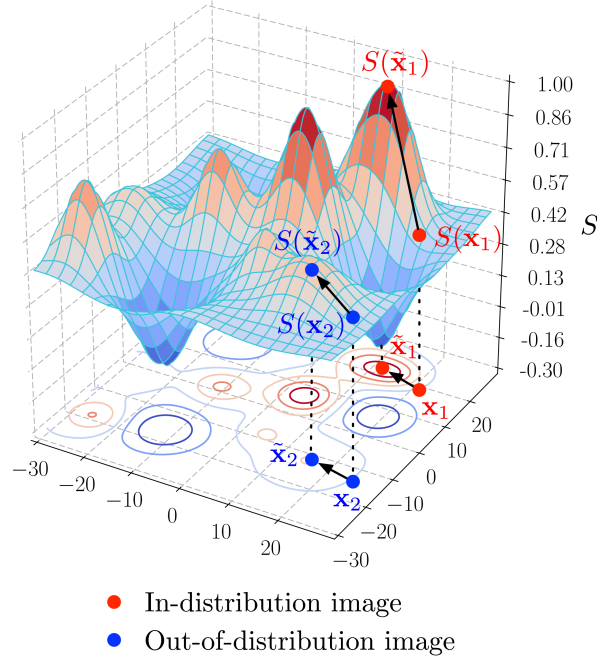 S(x̃₁)
1.00
0.86
0.71
0.57
0.42
0.28
0.13
-0.01
-0.16
-0.30
S
S(x₁)
S(x̃₂)
S(x₂)
x̃₁
x₁
x̃₂
x₂
−30
−20
−10
0
10
20
−30
−20
−10
0
10
20
In-distribution image
Out-of-distribution image